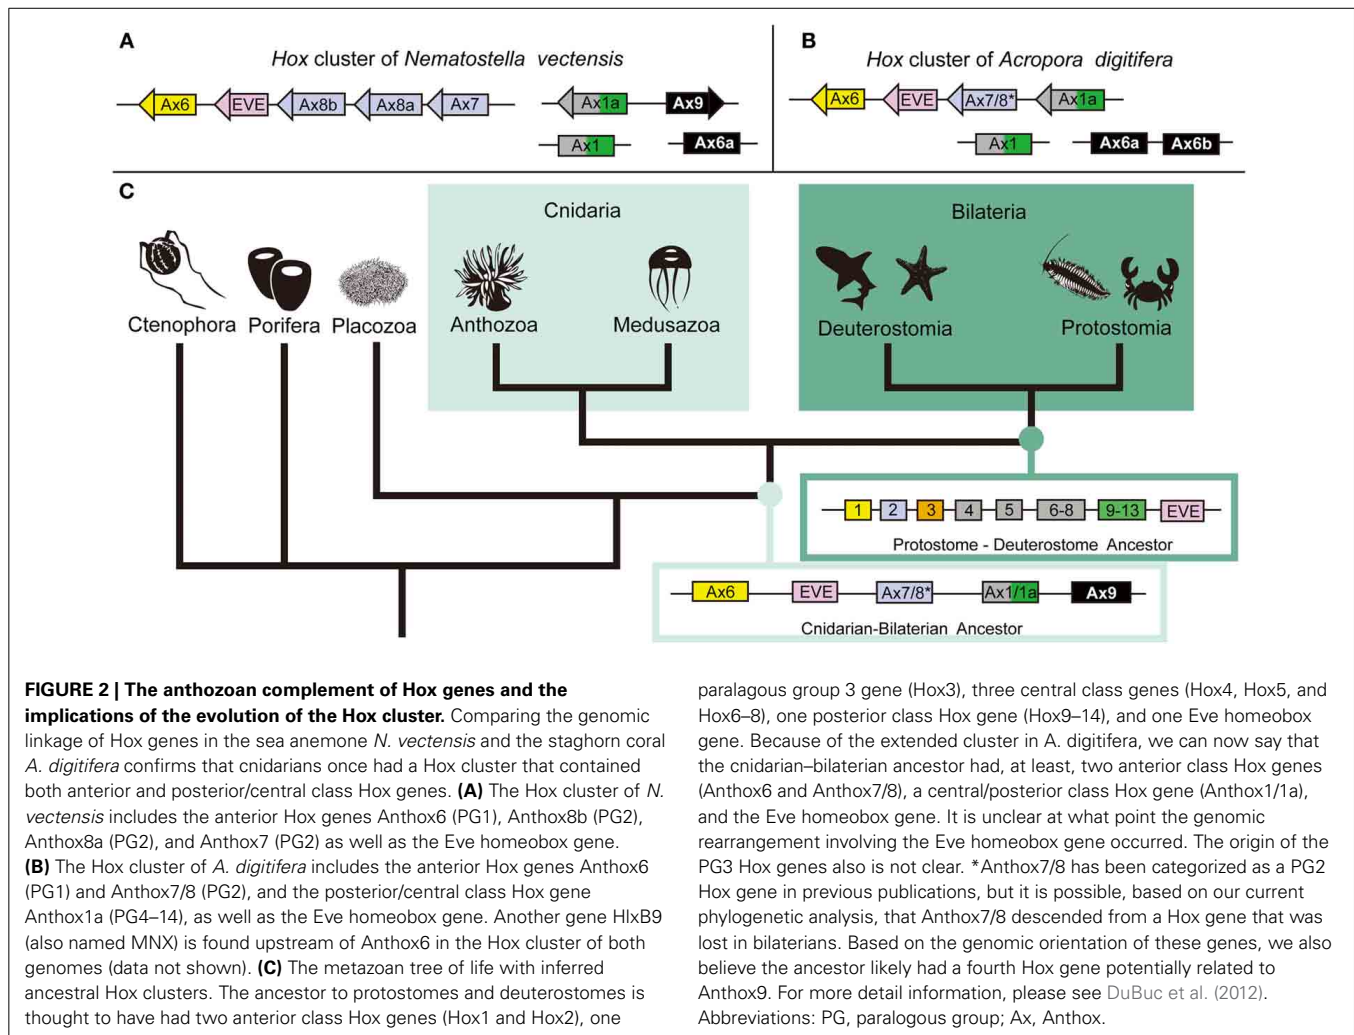 A
Hox cluster of Nematostella vectensis
Ax6 EVE Ax8b Ax8a Ax7 Ax1a Ax9
Ax1 Ax6a
B
Hox cluster of Acropora digitifera
Ax6 EVE Ax7/8* Ax1a
Ax1 Ax6a Ax6b
C
Cnidaria
Bilateria
Ctenophora Porifera Placozoa Anthozoa Medusazoa Deuterostomia Protostomia
1 2 3 4 5 6-8 9-13 EVE
Protostome - Deuterostome Ancestor
Ax6 EVE Ax7/8* Ax1/1a Ax9
Cnidarian-Bilaterian Ancestor
FIGURE 2 | The anthozoan complement of Hox genes and the
implications of the evolution of the Hox cluster. Comparing the genomic
linkage of Hox genes in the sea anemone N. vectensis and the staghorn coral
A. digitifera confirms that cnidarians once had a Hox cluster that contained
both anterior and posterior/central class Hox genes. (A) The Hox cluster of N.
vectensis includes the anterior Hox genes Anthox6 (PG1), Anthox8b (PG2),
Anthox8a (PG2), and Anthox7 (PG2) as well as the Eve homeobox gene.
(B) The Hox cluster of A. digitifera includes the anterior Hox genes Anthox6
(PG1) and Anthox7/8 (PG2), and the posterior/central class Hox gene
Anthox1a (PG4–14), as well as the Eve homeobox gene. Another gene HlxB9
(also named MNX) is found upstream of Anthox6 in the Hox cluster of both
genomes (data not shown). (C) The metazoan tree of life with inferred
ancestral Hox clusters. The ancestor to protostomes and deuterostomes is
thought to have had two anterior class Hox genes (Hox1 and Hox2), one
paralagous group 3 gene (Hox3), three central class genes (Hox4, Hox5, and
Hox6–8), one posterior class Hox gene (Hox9–14), and one Eve homeobox
gene. Because of the extended cluster in A. digitifera, we can now say that
the cnidarian–bilaterian ancestor had, at least, two anterior class Hox genes
(Anthox6 and Anthox7/8), a central/posterior class Hox gene (Anthox1/1a),
and the Eve homeobox gene. It is unclear at what point the genomic
rearrangement involving the Eve homeobox gene occurred. The origin of the
PG3 Hox genes also is not clear. *Anthox7/8 has been categorized as a PG2
Hox gene in previous publications, but it is possible, based on our current
phylogenetic analysis, that Anthox7/8 descended from a Hox gene that was
lost in bilaterians. Based on the genomic orientation of these genes, we also
believe the ancestor likely had a fourth Hox gene potentially related to
Anthox9. For more detail information, please see DuBuc et al. (2012).
Abbreviations: PG, paralogous group; Ax, Anthox.